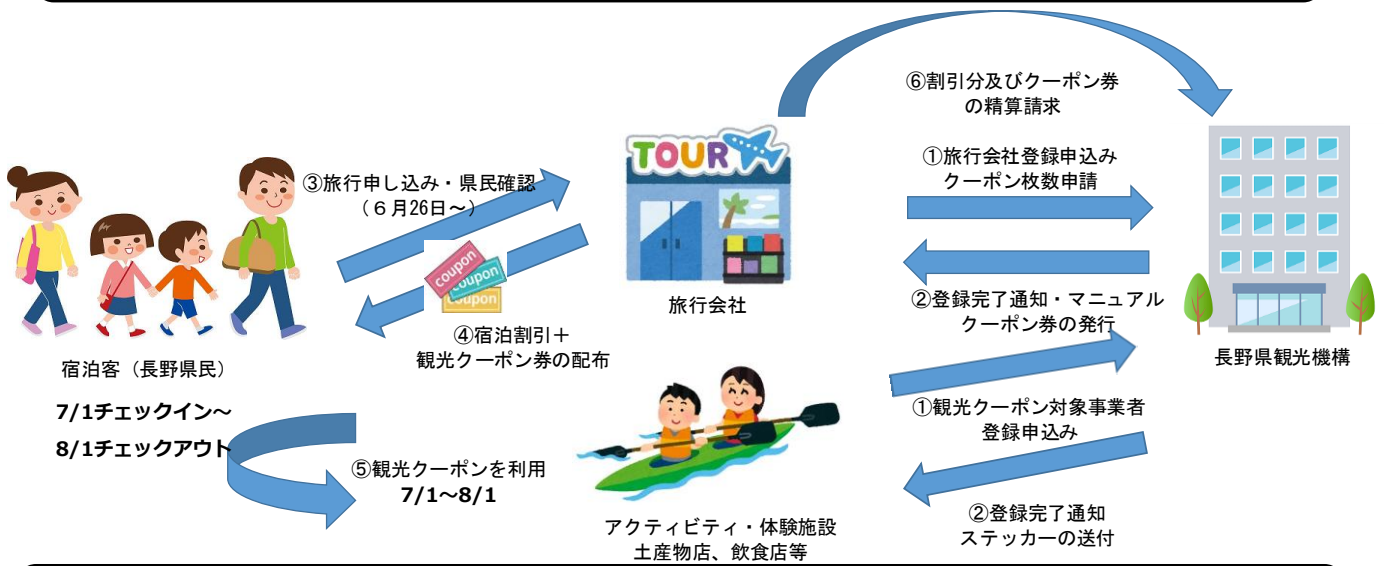 ⑥割引分及びクーポン券
の精算請求
TOUR
①旅行会社登録申込み
クーポン枚数申請
③旅行申し込み・県民確認
(６月26日～)
coupon
coupon
coupon
旅行会社
②登録完了通知・マニュアル
クーポン券の発行
④宿泊割引＋
観光クーポン券の配布
長野県観光機構
宿泊客（長野県民）
7/1チェックイン～
8/1チェックアウト
①観光クーポン対象事業者
登録申込み
⑤観光クーポンを利用
7/1～8/1
②登録完了通知
ステッカーの送付
アクティビティ・体験施設
土産物店、飲食店等